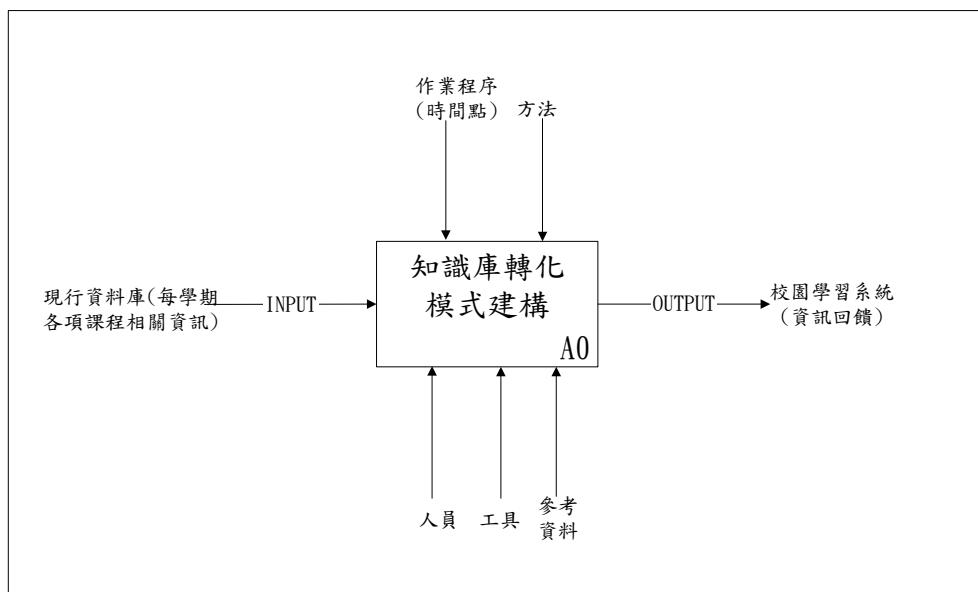 作業程序
(時間點)
方法
知識庫轉化
模式建構
A0
現行資料庫(每學期
各項課程相關資訊)
INPUT
OUTPUT
校園學習系統
(資訊回饋)
人員
工具
參考
資料